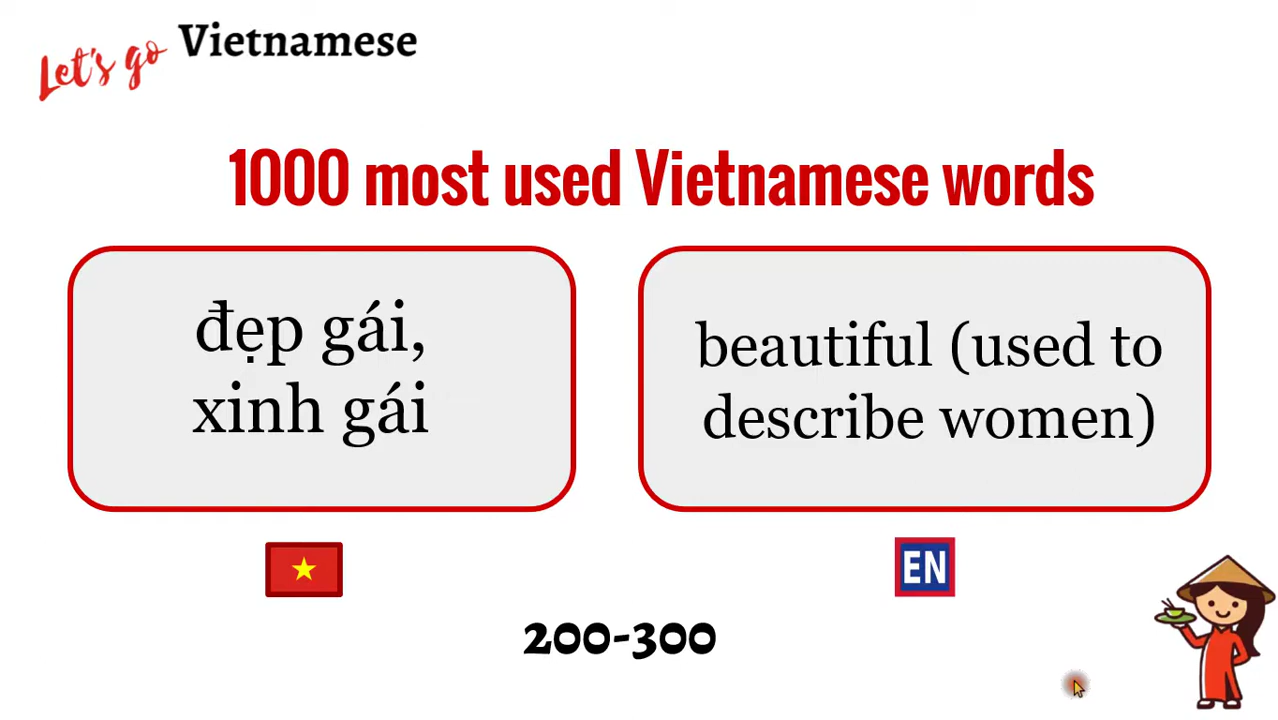 Let's go Vietnamese
1000 most used Vietnamese words
đẹp gái,
xinh gái
beautiful (used to
describe women)
EN
200-300